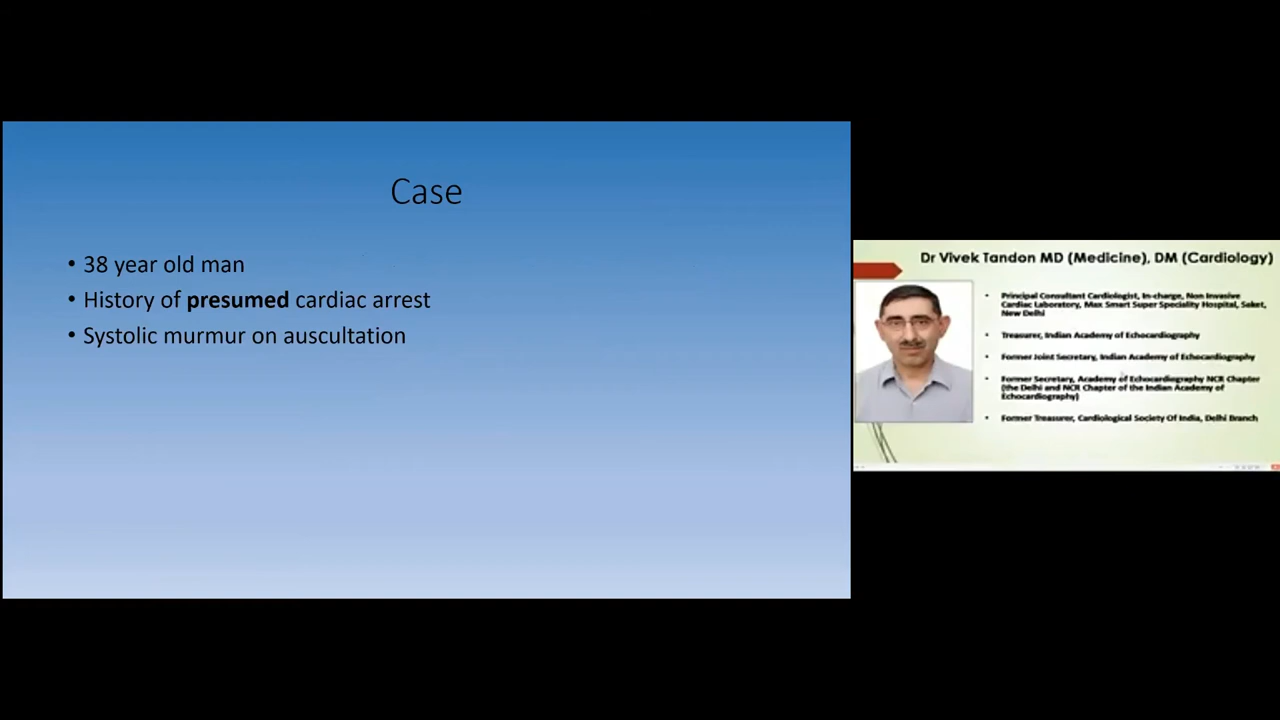 Case
• 38 year old man
• History of presumed cardiac arrest
• Systolic murmur on auscultation
Dr Vivek Tandon MD (Medicine), DM (Cardiology)
• Principal Consultant Cardiologist, In-charge, Non Invasive
Cardiac Laboratory, Max Smart Super Speciality Hospital, Saket,
New Delhi
• Treasurer, Indian Academy of Echocardiography
• Former Joint Secretary, Indian Academy of Echocardiography
• Former Secretary, Academy of Echocardiography NCR Chapter
(the Delhi and NCR Chapter of the Indian Academy of
Echocardiography)
• Former Treasurer, Cardiological Society Of India, Delhi Branch